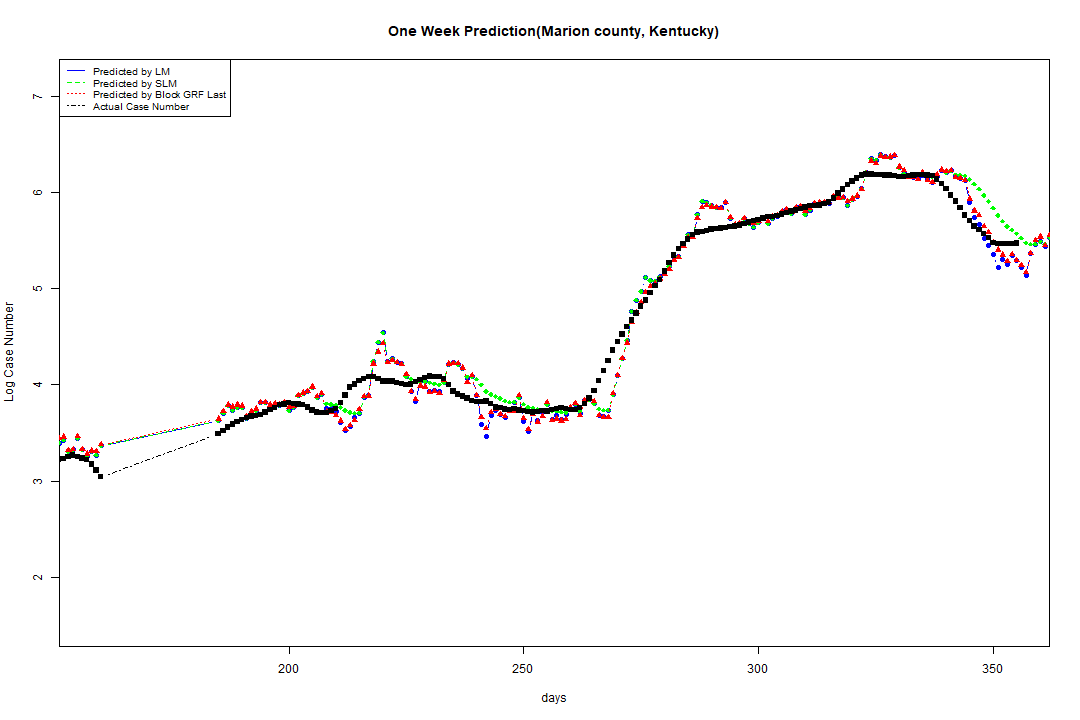 One Week Prediction(Marion county, Kentucky)
Predicted by LM
Predicted by SLM
Predicted by Block GRF Last
Actual Case Number
7
6
5
4
3
2
Log Case Number
200 250 300 350
days